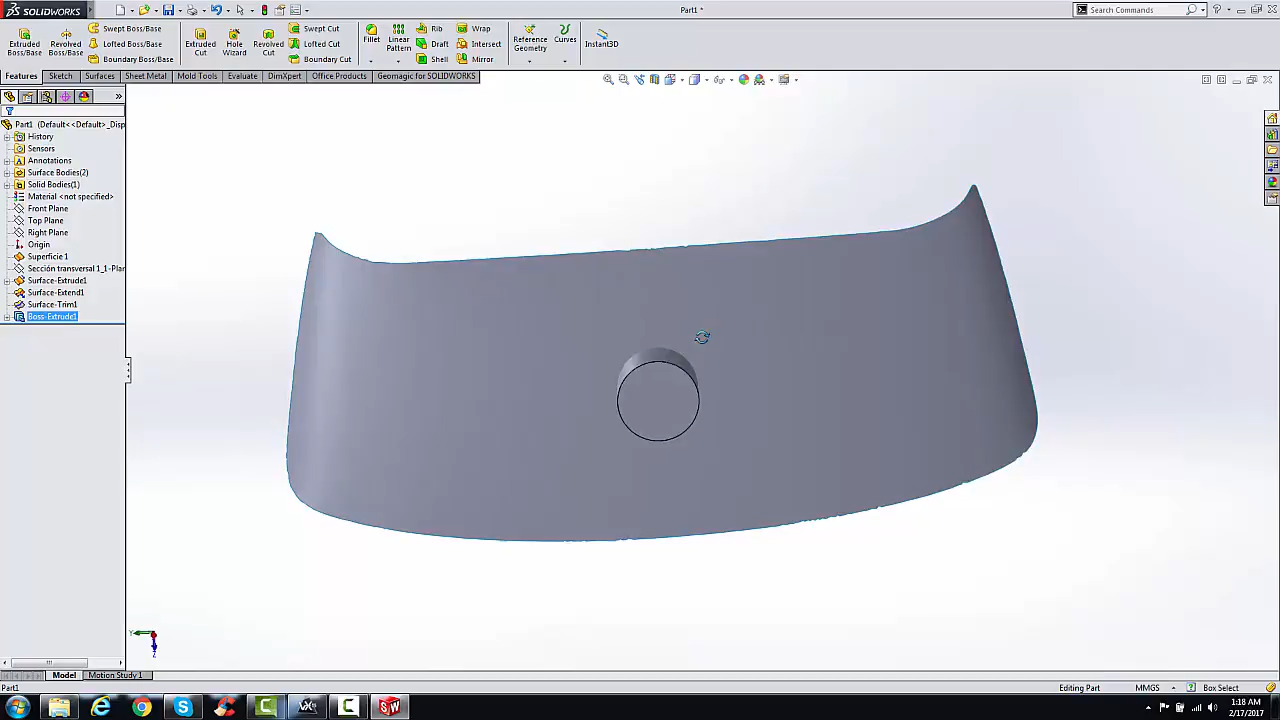 SOLIDWORKS
Part1 *
Search Commands
Extruded Boss/Base
Revolved Boss/Base
Swept Boss/Base
Lofted Boss/Base
Boundary Boss/Base
Extruded Cut
Hole Wizard
Revolved Cut
Swept Cut
Lofted Cut
Boundary Cut
Fillet
Linear Pattern
Rib
Draft
Shell
Wrap
Intersect
Mirror
Reference Geometry
Curves
Instant3D
Features
Sketch
Surfaces
Sheet Metal
Mold Tools
Evaluate
DimXpert
Office Products
Geomagic for SOLIDWORKS
Part1 (Default<<Default>_Disp
History
Sensors
Annotations
Surface Bodies(2)
Solid Bodies(1)
Material <not specified>
Front Plane
Top Plane
Right Plane
Origin
Superficie 1
Sección transversal 1_1-Plan
Surface-Extrude1
Surface-Extend1
Surface-Trim1
Boss-Extrude1
Y
Z
Model
Motion Study 1
Part1
Editing Part
MMGS
Box Select
1:18 AM
2/17/2017